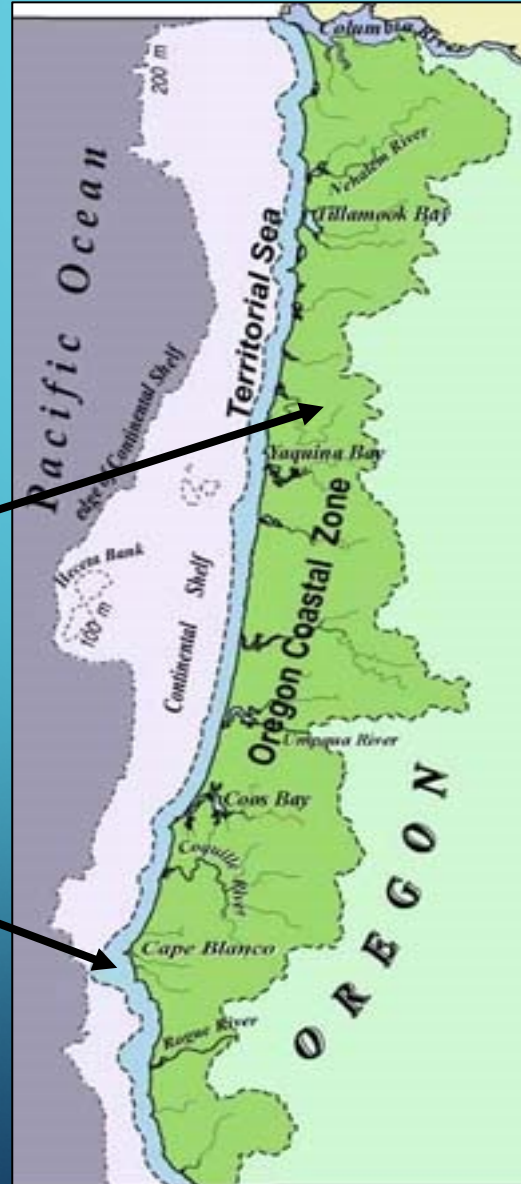 Columbia River
200 m
Nehalem River
Tillamook Bay
Pacific Ocean
Territorial Sea
edge of Continental Shelf
Yaquina Bay
Heceta Bank
100 m
Continental Shelf
Oregon Coastal Zone
Umpqua River
Coos Bay
OREGON
Coquille River
Cape Blanco
Rogue River